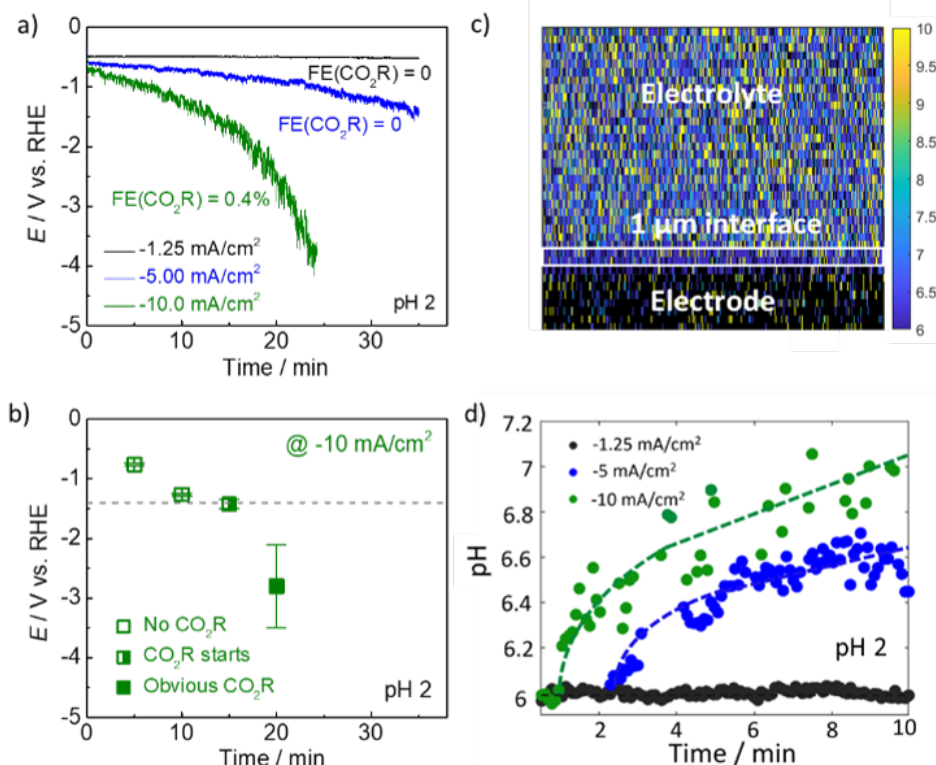 a)
0
-1
-2
-3
-4
-5
E / V vs. RHE
FE(CO₂R) = 0
FE(CO₂R) = 0
FE(CO₂R) = 0.4%
-1.25 mA/cm²
-5.00 mA/cm²
-10.0 mA/cm²
pH 2
0 10 20 30
Time / min
c)
Electrolyte
1 µm interface
Electrode
10
9.5
9
8.5
8
7.5
7
6.5
6
b)
0
-1
-2
-3
-4
-5
E / V vs. RHE
@ -10 mA/cm²
No CO₂R
CO₂R starts
Obvious CO₂R
pH 2
0 10 20 30
Time / min
d)
7.2
7
6.8
6.6
6.4
6.2
6
pH
-1.25 mA/cm²
-5 mA/cm²
-10 mA/cm²
pH 2
2 4 6 8 10
Time / min